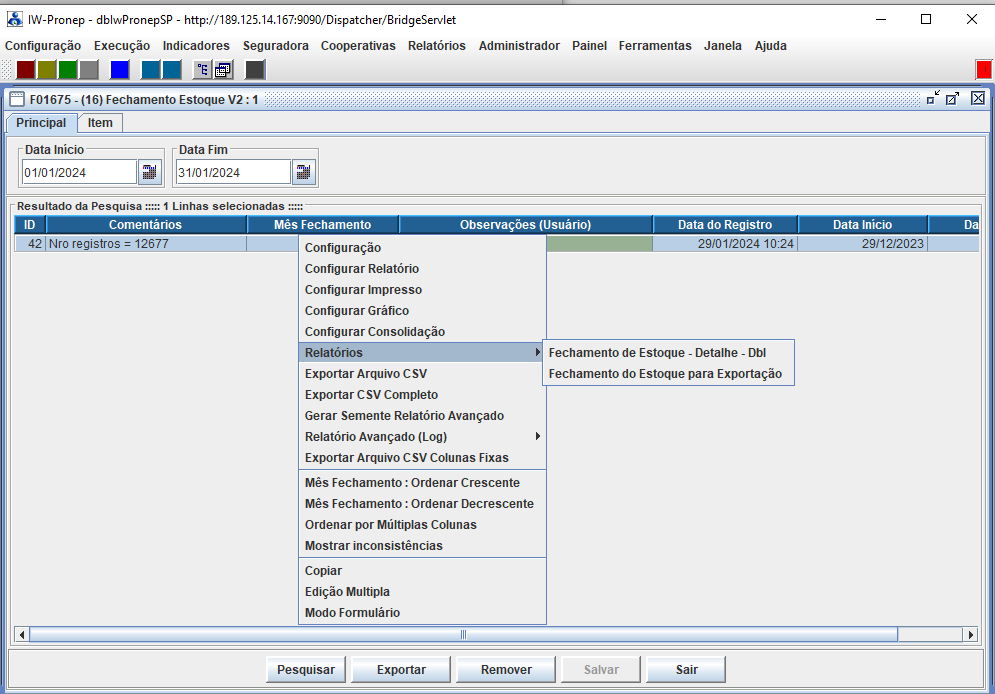 IW-Pronep - dbIwPronepSP - http://189.125.14.167:9090/Dispatcher/BridgeServlet
Configuração Execução Indicadores Seguradora Cooperativas Relatórios Administrador Painel Ferramentas Janela Ajuda
F01675 - (16) Fechamento Estoque V2 : 1
Principal Item
Data Início Data Fim
01/01/2024 31/01/2024
Resultado da Pesquisa ::::: 1 Linhas selecionadas :::::
ID Comentários Mês Fechamento Observações (Usuário) Data do Registro Data Início Da
42 Nro registros = 12677 29/01/2024 10:24 29/12/2023
Configuração
Configurar Relatório
Configurar Impresso
Configurar Gráfico
Configurar Consolidação
Relatórios
Fechamento de Estoque - Detalhe - Dbl
Fechamento do Estoque para Exportação
Exportar Arquivo CSV
Exportar CSV Completo
Gerar Semente Relatório Avançado
Relatório Avançado (Log)
Exportar Arquivo CSV Colunas Fixas
Mês Fechamento : Ordenar Crescente
Mês Fechamento : Ordenar Decrescente
Ordenar por Múltiplas Colunas
Mostrar inconsistências
Copiar
Edição Multipla
Modo Formulário
Pesquisar Exportar Remover Salvar Sair